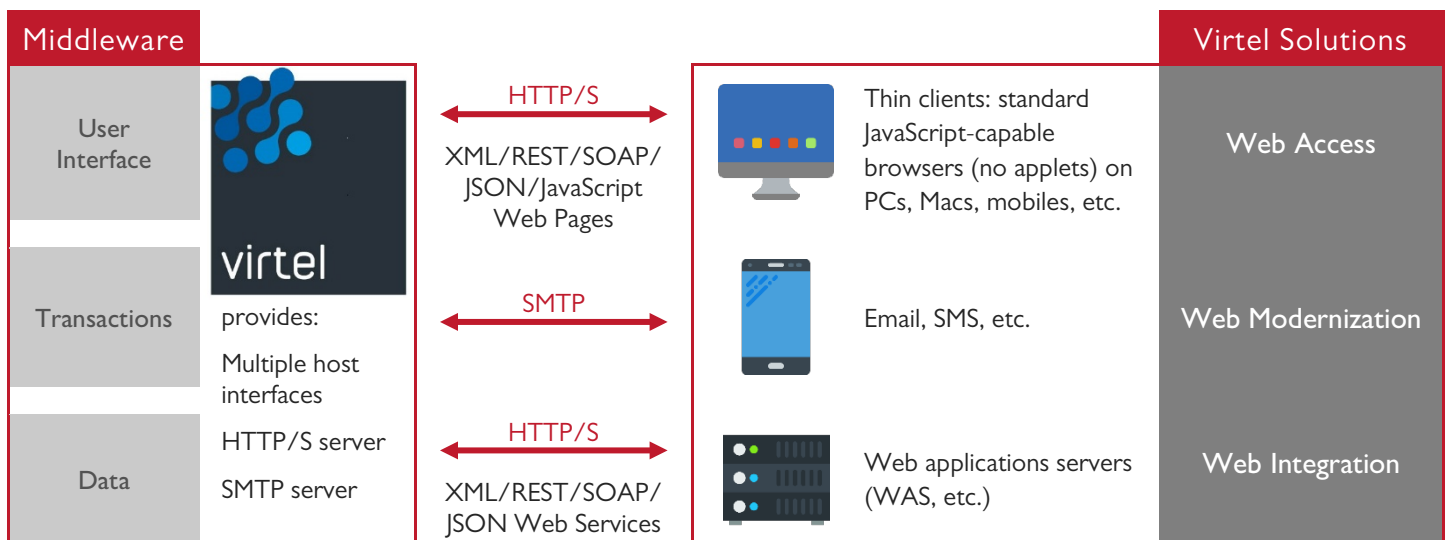 Middleware
Virtel Solutions
User
Interface
Transactions
Data
virtel
provides:
Multiple host
interfaces
HTTP/S server
SMTP server
HTTP/S
XML/REST/SOAP/
JSON/JavaScript
Web Pages
SMTP
HTTP/S
XML/REST/SOAP/
JSON Web Services
Thin clients: standard
JavaScript-capable
browsers (no applets) on
PCs, Macs, mobiles, etc.
Email, SMS, etc.
Web applications servers
(WAS, etc.)
Web Access
Web Modernization
Web Integration